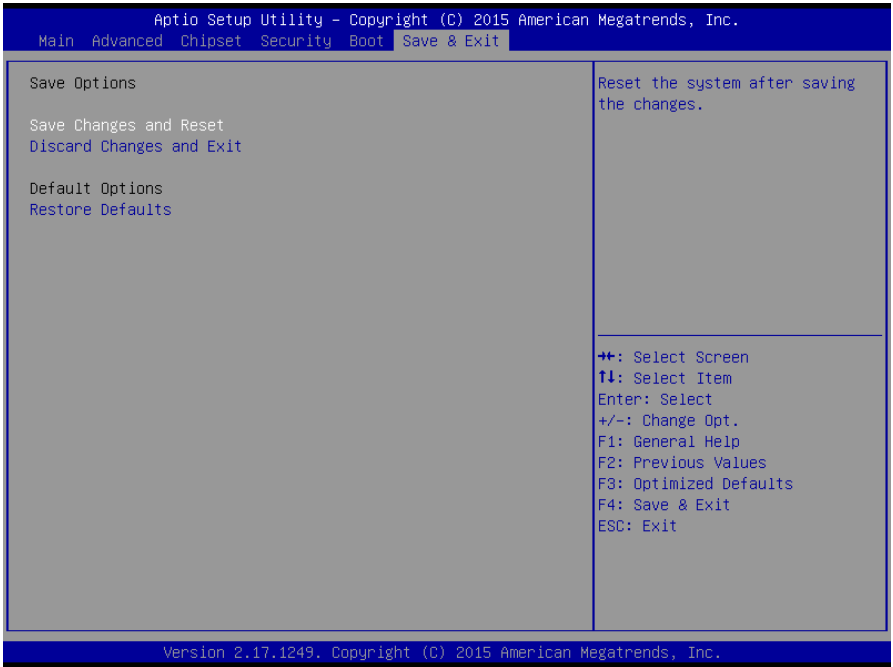 Aptio Setup Utility – Copyright (C) 2015 American Megatrends, Inc.
Main Advanced Chipset Security Boot Save & Exit
Save Options
Save Changes and Reset
Discard Changes and Exit
Default Options
Restore Defaults
Reset the system after saving
the changes.
→←: Select Screen
↑↓: Select Item
Enter: Select
+/-: Change Opt.
F1: General Help
F2: Previous Values
F3: Optimized Defaults
F4: Save & Exit
ESC: Exit
Version 2.17.1249. Copyright (C) 2015 American Megatrends, Inc.